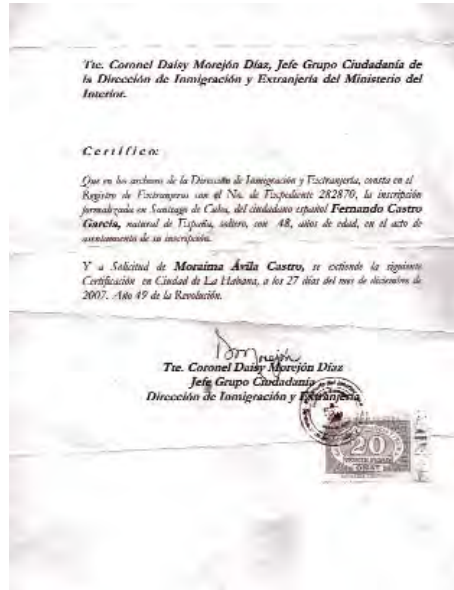 Tte. Coronel Daisy Morejón Díaz, Jefe Grupo Ciudadanía de
la Dirección de Inmigración y Extranjería del Ministerio del
Interior.
Certifico:
Que en los archivos de la Dirección de Inmigración y Extranjería, consta en el
Registro de Extranjeros con el No. de Expediente 282870, la inscripción
formalizada en Santiago de Cuba, del ciudadano español Fernando Castro
García, natural de España, soltero, con 48, años de edad, en el acto de
asentamiento de su inscripción.
Y a Solicitud de Moraima Ávila Castro, se extiende la siguiente
Certificación en Ciudad de La Habana, a los 27 días del mes de diciembre de
2007. Año 49 de la Revolución.
Tte. Coronel Daisy Morejón Díaz
Jefe Grupo Ciudadanía
Dirección de Inmigración y Extranjería
20